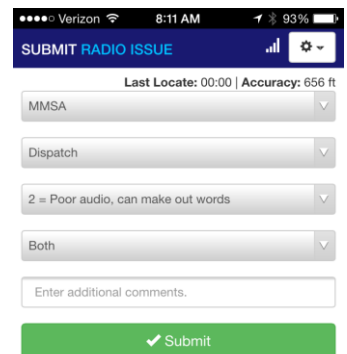 Verizon 8:11 AM 93%
SUBMIT RADIO ISSUE
Last Locate: 00:00 | Accuracy: 656 ft
MMSA
Dispatch
2 = Poor audio, can make out words
Both
Enter additional comments.
Submit